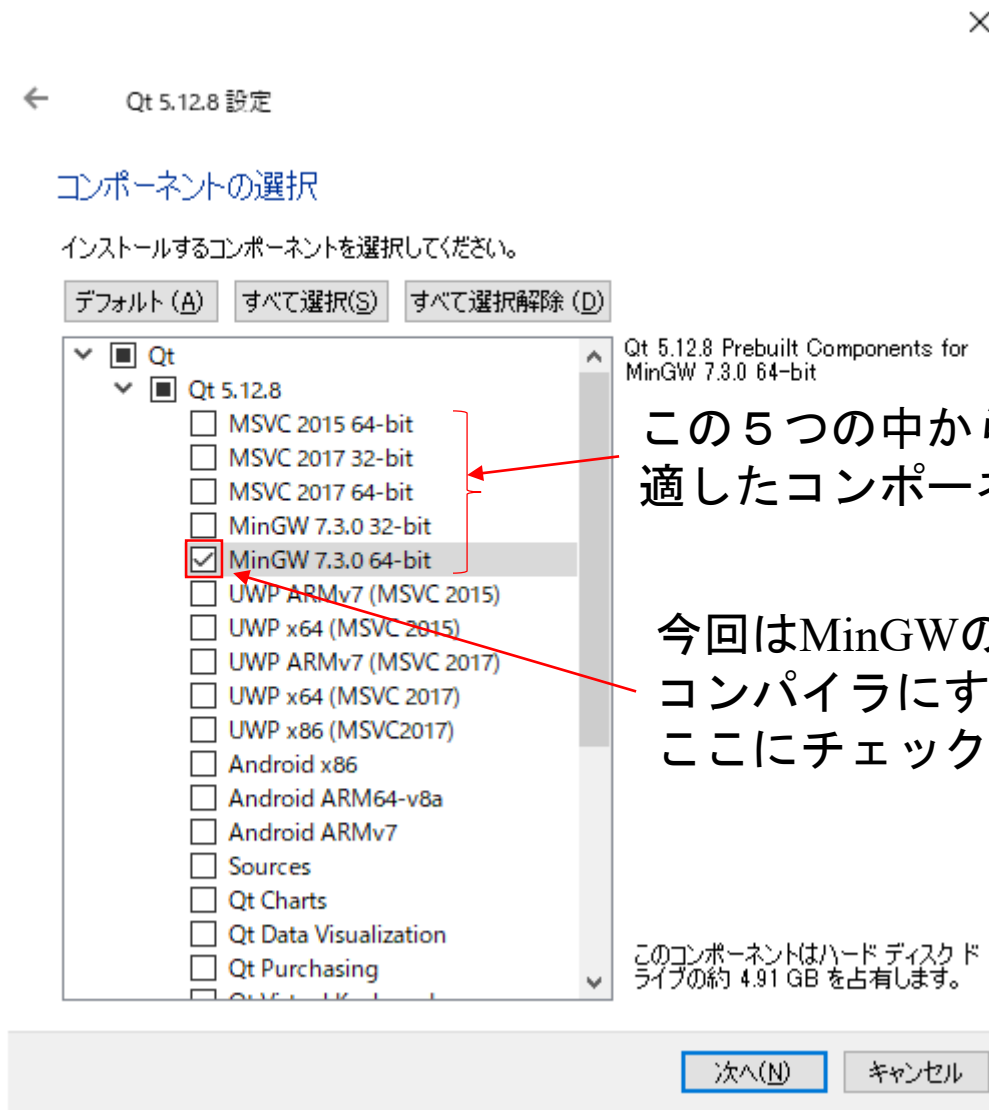 Qt 5.12.8 設定
コンポーネントの選択
インストールするコンポーネントを選択してください。
デフォルト (A) すべて選択(S) すべて選択解除 (D)
Qt
Qt 5.12.8
MSVC 2015 64-bit
MSVC 2017 32-bit
MSVC 2017 64-bit
MinGW 7.3.0 32-bit
MinGW 7.3.0 64-bit
UWP ARMv7 (MSVC 2015)
UWP x64 (MSVC 2015)
UWP ARMv7 (MSVC 2017)
UWP x64 (MSVC 2017)
UWP x86 (MSVC2017)
Android x86
Android ARM64-v8a
Android ARMv7
Sources
Qt Charts
Qt Data Visualization
Qt Purchasing
Qt 5.12.8 Prebuilt Components for
MinGW 7.3.0 64-bit
この５つの中から
適したコンポー
今回はMinGWの
コンパイラにす
ここにチェック
このコンポーネントはハード ディスク ド
ライブの約 4.91 GB を占有します。
次へ(N) キャンセル